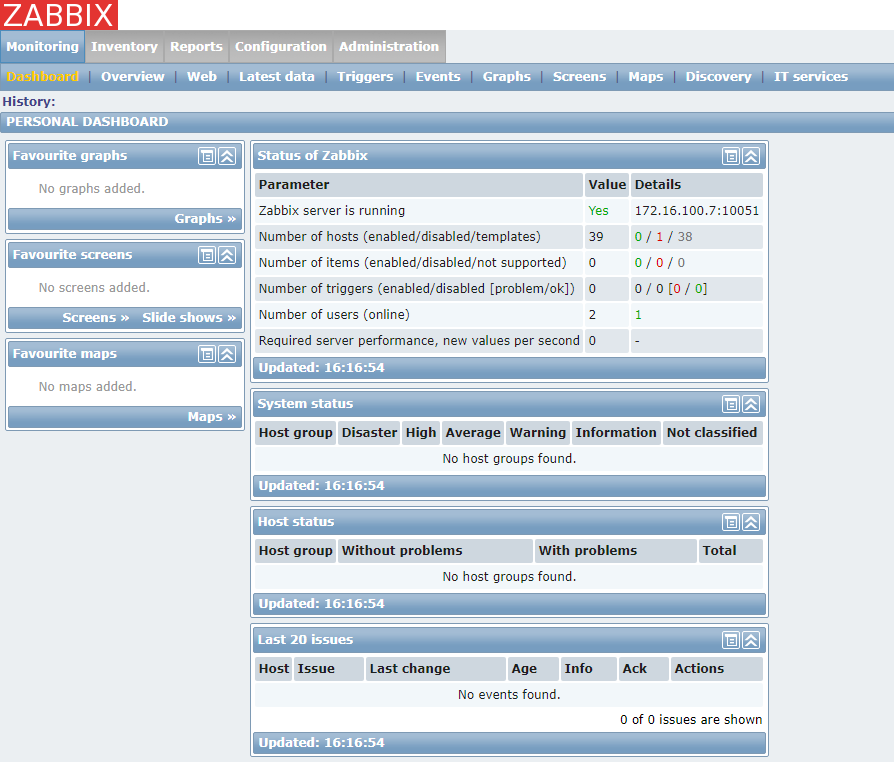 ZABBIX
Monitoring Inventory Reports Configuration Administration
Dashboard | Overview | Web | Latest data | Triggers | Events | Graphs | Screens | Maps | Discovery | IT services
History:
PERSONAL DASHBOARD
Favourite graphs
No graphs added.
Graphs »
Favourite screens
No screens added.
Screens » Slide shows »
Favourite maps
No maps added.
Maps »
Status of Zabbix
Parameter Value Details
Zabbix server is running Yes 172.16.100.7:10051
Number of hosts (enabled/disabled/templates) 39 0 / 1 / 38
Number of items (enabled/disabled/not supported) 0 0 / 0 / 0
Number of triggers (enabled/disabled [problem/ok]) 0 0 / 0 [0 / 0]
Number of users (online) 2 1
Required server performance, new values per second 0 -
Updated: 16:16:54
System status
Host group Disaster High Average Warning Information Not classified
No host groups found.
Updated: 16:16:54
Host status
Host group Without problems With problems Total
No host groups found.
Updated: 16:16:54
Last 20 issues
Host Issue Last change Age Info Ack Actions
No events found.
0 of 0 issues are shown
Updated: 16:16:54